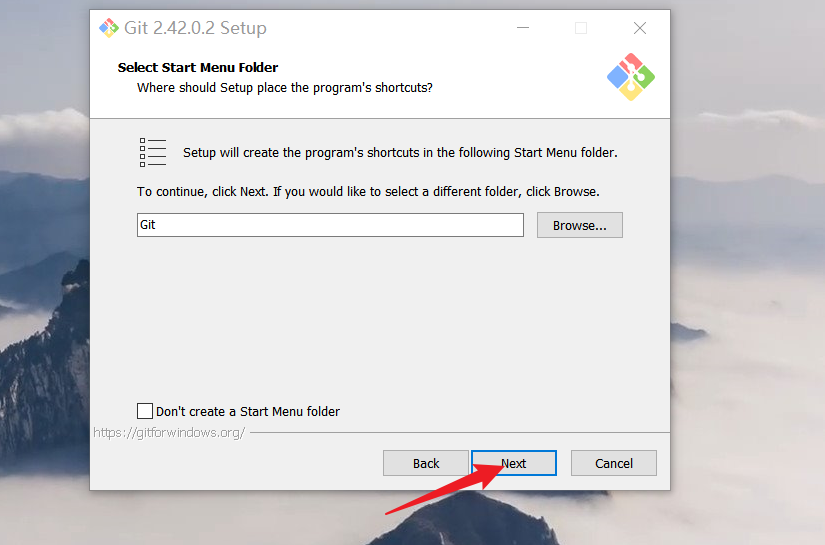 Git 2.42.0.2 Setup
Select Start Menu Folder
Where should Setup place the program's shortcuts?
Setup will create the program's shortcuts in the following Start Menu folder.
To continue, click Next. If you would like to select a different folder, click Browse.
Git
Browse...
Don't create a Start Menu folder
https://gitforwindows.org/
Back
Next
Cancel